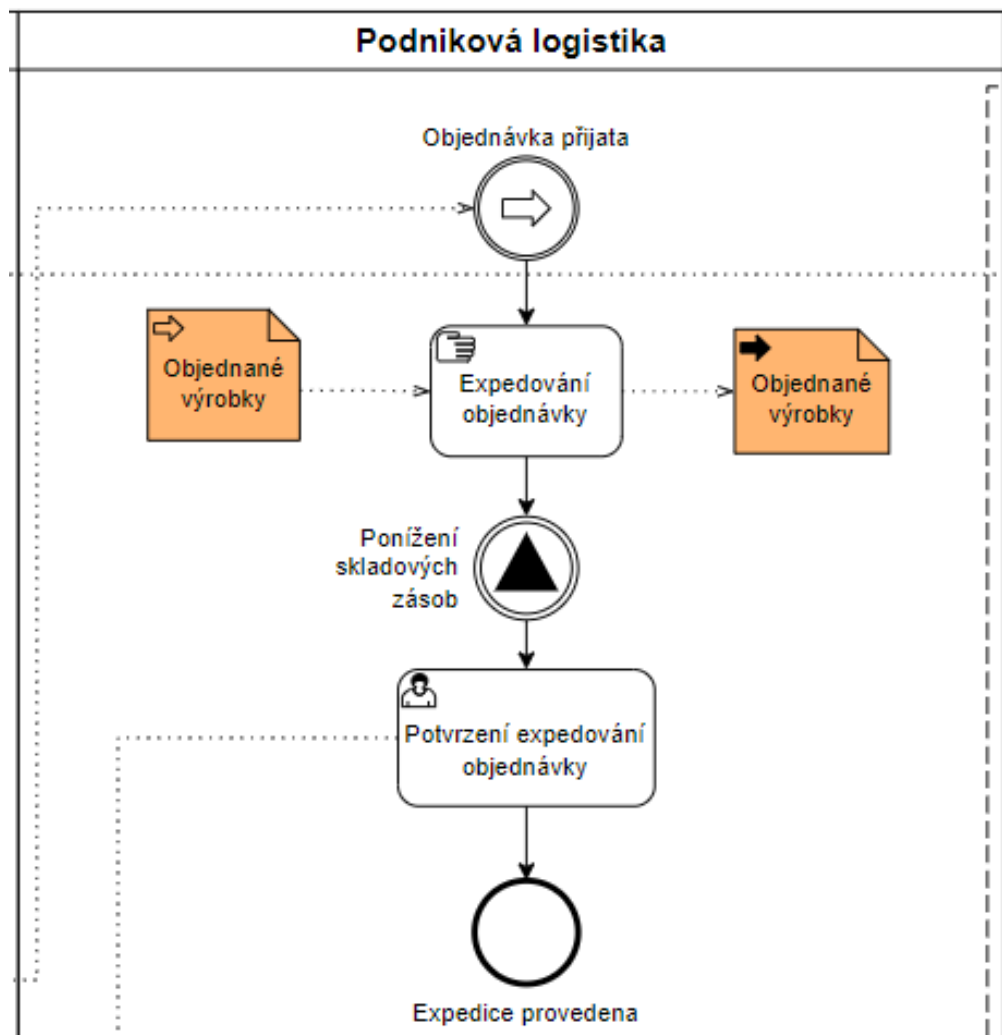 Podniková logistika
Objednávka přijata
Objednané
výrobky
Expedování
objednávky
Objednané
výrobky
Ponížení
skladových
zásob
Potvrzení expedování
objednávky
Expedice provedena